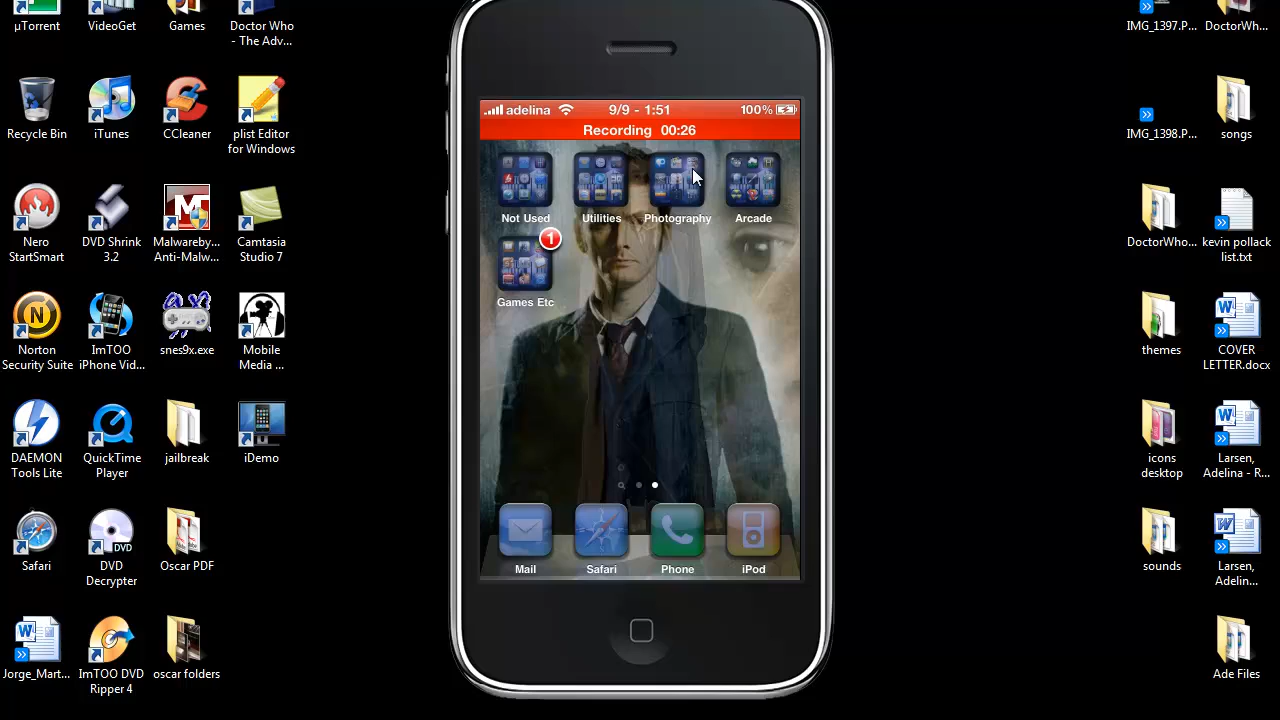 µTorrent
VideoGet
Games
Doctor Who
- The Adv...
Recycle Bin
iTunes
CCleaner
plist Editor
for Windows
Nero
StartSmart
DVD Shrink
3.2
Malwareby...
Anti-Malw...
Camtasia
Studio 7
Norton
Security Suite
ImTOO
iPhone Vid...
snes9x.exe
Mobile
Media ...
DAEMON
Tools Lite
QuickTime
Player
jailbreak
iDemo
Safari
DVD
DVD
Decrypter
Oscar PDF
Jorge_Mart...
ImTOO DVD
Ripper 4
oscar folders
adelina
9/9 - 1:51
100%
Recording 00:26
Not Used
Utilities
Photography
Arcade
1
Games Etc
Mail
Safari
Phone
iPod
IMG_1397.P...
DoctorWh...
IMG_1398.P...
songs
DoctorWho...
kevin pollack
list.txt
themes
COVER
LETTER.docx
icons
desktop
Larsen,
Adelina - R...
sounds
Larsen,
Adelin...
Ade Files